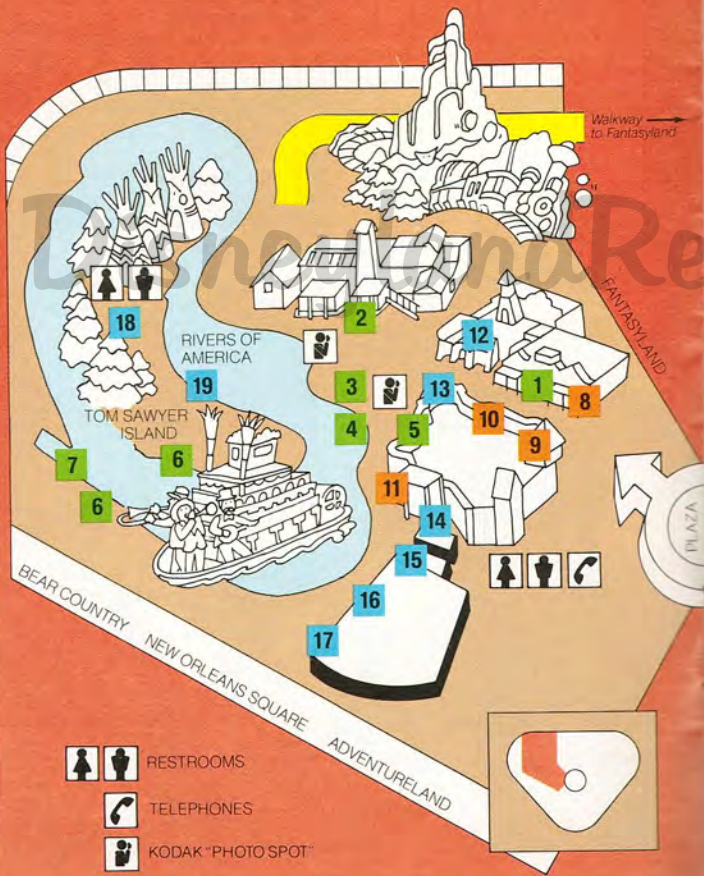 Walkway
to Fantasyland
DisneylandRe
FANTASYLAND
18
RIVERS OF
AMERICA
19
2
12
1
8
3
13
10
9
4
5
TOM SAWYER
ISLAND
7
6
6
11
14
15
16
17
PLAZA
BEAR COUNTRY NEW ORLEANS SQUARE ADVENTURELAND
RESTROOMS
TELEPHONES
KODAK "PHOTO SPOT"